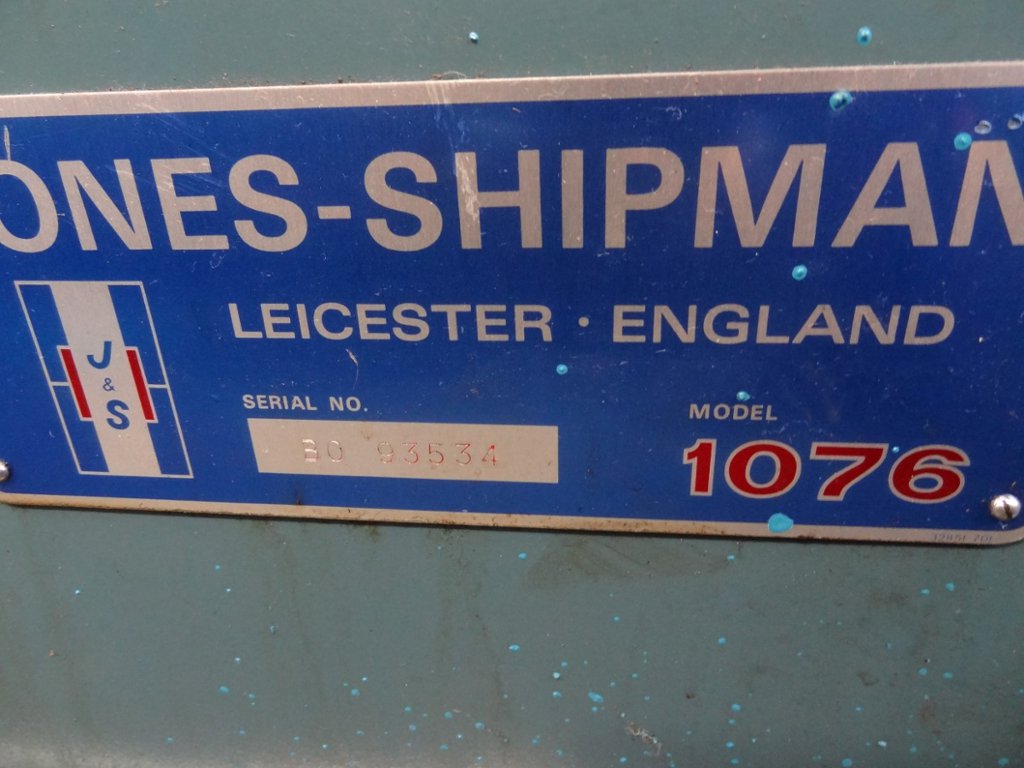 ONES-SHIPMAN
LEICESTER · ENGLAND
J
&
S
SERIAL NO.
BO 93534
MODEL
1076